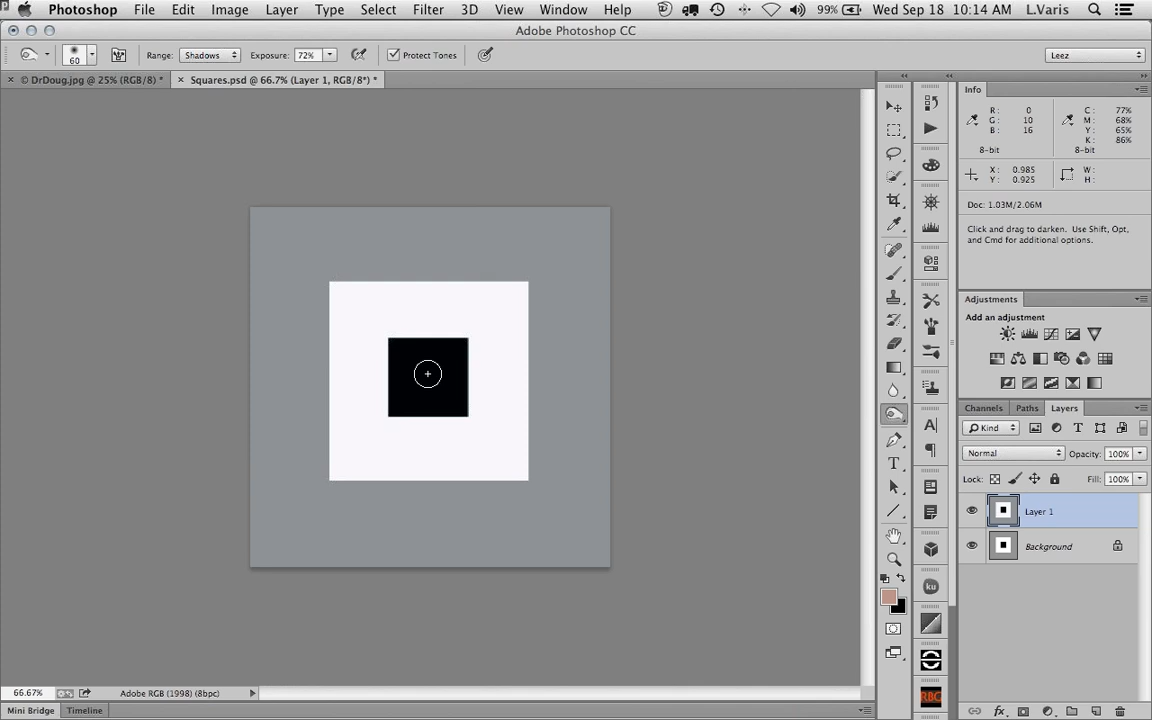 Photoshop File Edit Image Layer Type Select Filter 3D View Window Help 99% Wed Sep 18 10:14 AM L.Varis
Adobe Photoshop CC
60 Range: Shadows Exposure: 72% Protect Tones Leez
× © DrDoug.jpg @ 25% (RGB/8) * × Squares.psd @ 66.7% (Layer 1, RGB/8*) *
Info
R: 0 C: 77%
G: 10 M: 68%
B: 16 Y: 65%
K: 86%
8-bit 8-bit
X: 0.985 W:
Y: 0.925 H:
Doc: 1.03M/2.06M
Click and drag to darken. Use Shift, Opt,
and Cmd for additional options.
Adjustments
Add an adjustment
Channels Paths Layers
Kind
Normal Opacity: 100%
Lock: Fill: 100%
Layer 1
Background
ku
RBG
66.67% Adobe RGB (1998) (8bpc)
Mini Bridge Timeline
fx